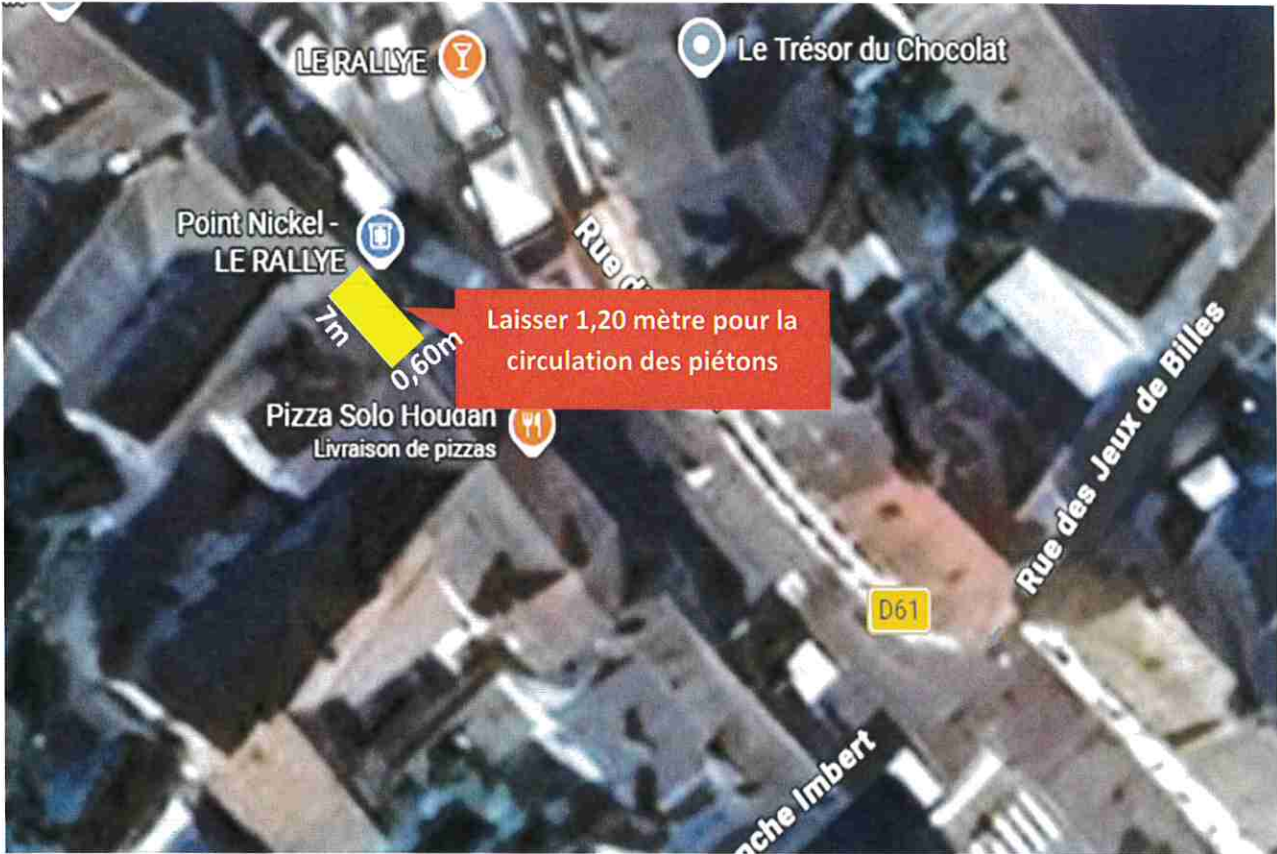 LE RALLYE
Le Trésor du Chocolat
Point Nickel -
LE RALLYE
Rue d
7m
0,60m
Laisser 1,20 mètre pour la
circulation des piétons
Pizza Solo Houdan
Livraison de pizzas
Rue des Jeux de Billes
D61
nche Imbert